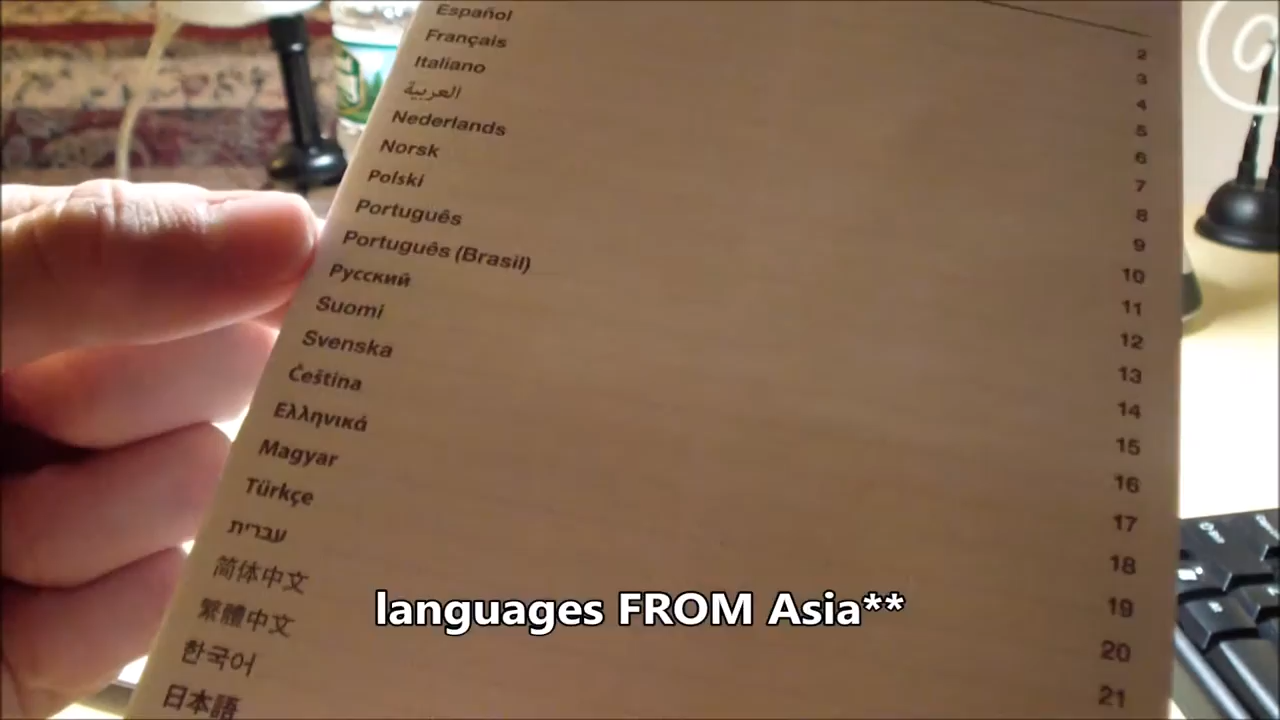 Español
Français
Italiano
العربية
Nederlands
Norsk
Polski
Português
Português (Brasil)
Русский
Suomi
Svenska
Čeština
Ελληνικά
Magyar
Türkçe
עברית
简体中文
繁體中文
한국어
日本語
2
3
4
5
6
7
8
9
10
11
12
13
14
15
16
17
18
19
20
21
languages FROM Asia**